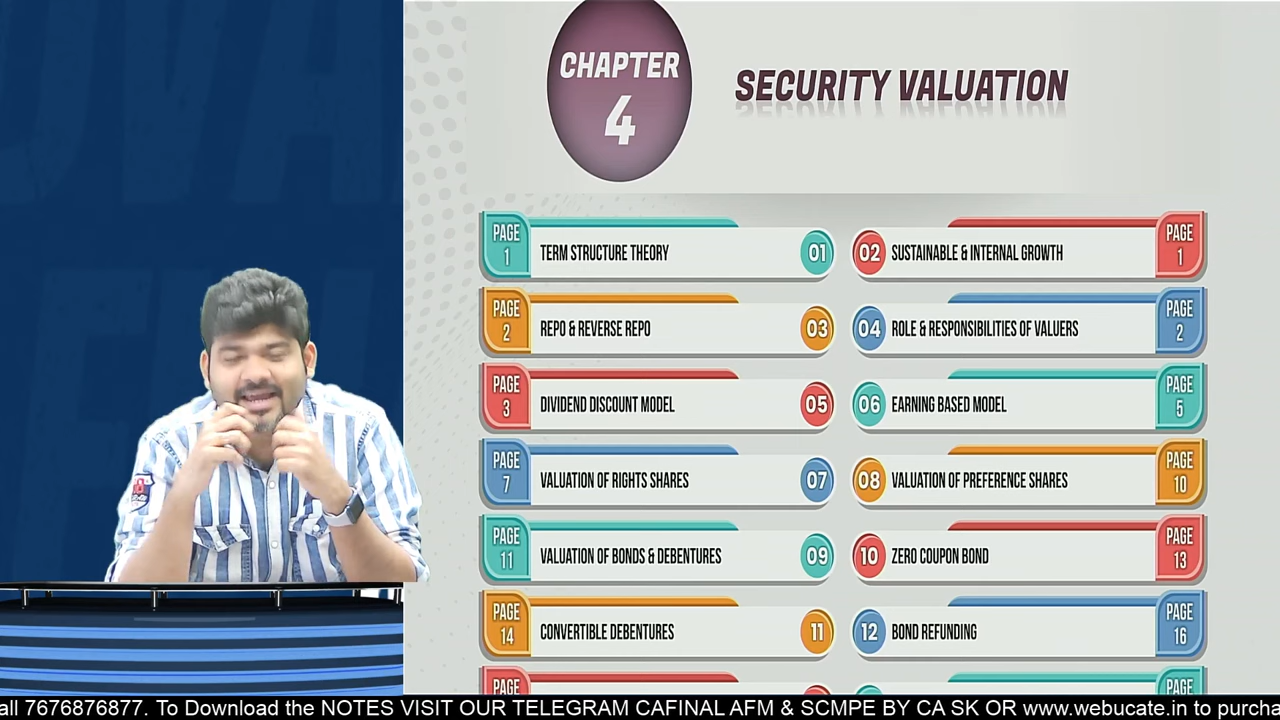 CHAPTER
4
SECURITY VALUATION
PAGE
1
TERM STRUCTURE THEORY
01
02
SUSTAINABLE & INTERNAL GROWTH
PAGE
1
PAGE
2
REPO & REVERSE REPO
03
04
ROLE & RESPONSIBILITIES OF VALUERS
PAGE
2
PAGE
3
DIVIDEND DISCOUNT MODEL
05
06
EARNING BASED MODEL
PAGE
5
PAGE
7
VALUATION OF RIGHTS SHARES
07
08
VALUATION OF PREFERENCE SHARES
PAGE
10
PAGE
11
VALUATION OF BONDS & DEBENTURES
09
10
ZERO COUPON BOND
PAGE
13
PAGE
14
CONVERTIBLE DEBENTURES
11
12
BOND REFUNDING
PAGE
16
PAGE
PAGE
all 7676876877. To Download the NOTES VISIT OUR TELEGRAM CAFINAL AFM & SCMPE BY CA SK OR www.webucate.in to purcha